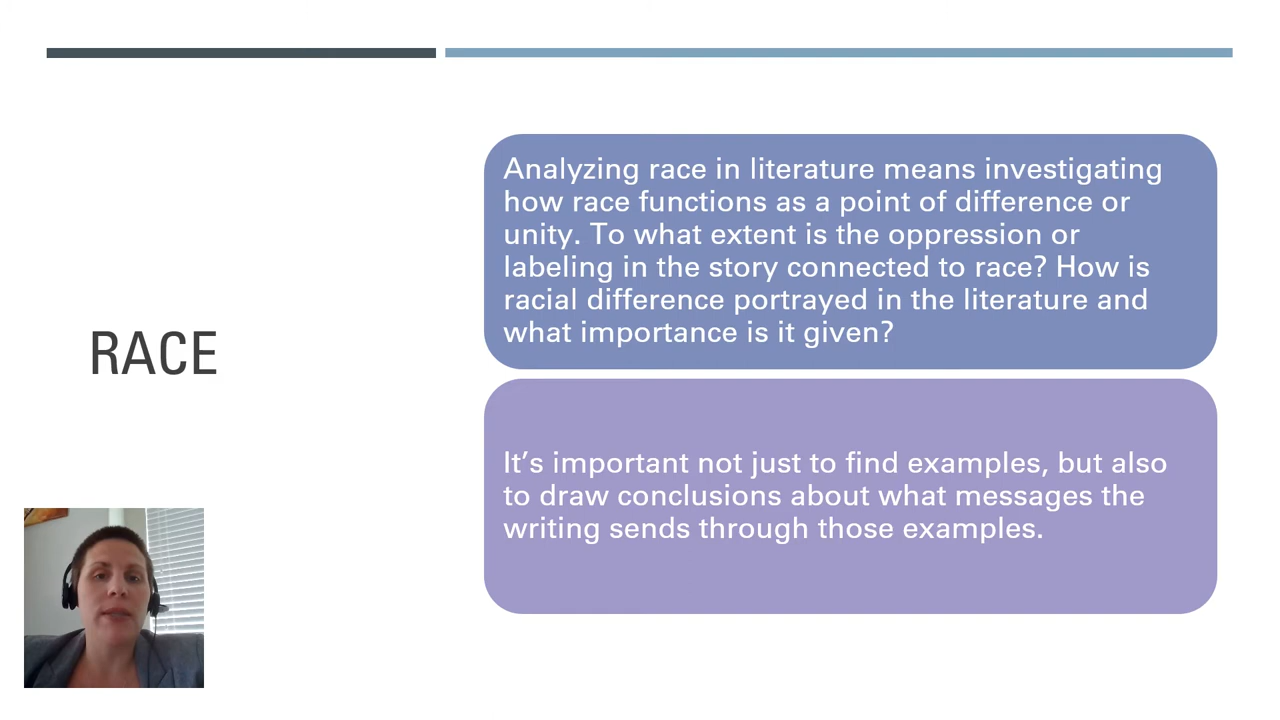 RACE
Analyzing race in literature means investigating
how race functions as a point of difference or
unity. To what extent is the oppression or
labeling in the story connected to race? How is
racial difference portrayed in the literature and
what importance is it given?
It’s important not just to find examples, but also
to draw conclusions about what messages the
writing sends through those examples.